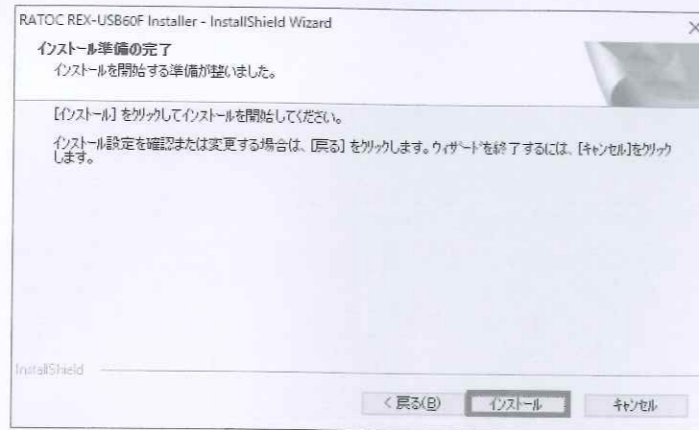 RATOC REX-USB60F Installer - InstallShield Wizard
インストール準備の完了
インストールを開始する準備が整いました。
[インストール] をクリックしてインストールを開始してください。
インストール設定を確認または変更する場合は、[戻る] をクリックします。ウィザードを終了するには、[キャンセル]をクリック
します。
InstallShield
< 戻る(B)
インストール
キャンセル